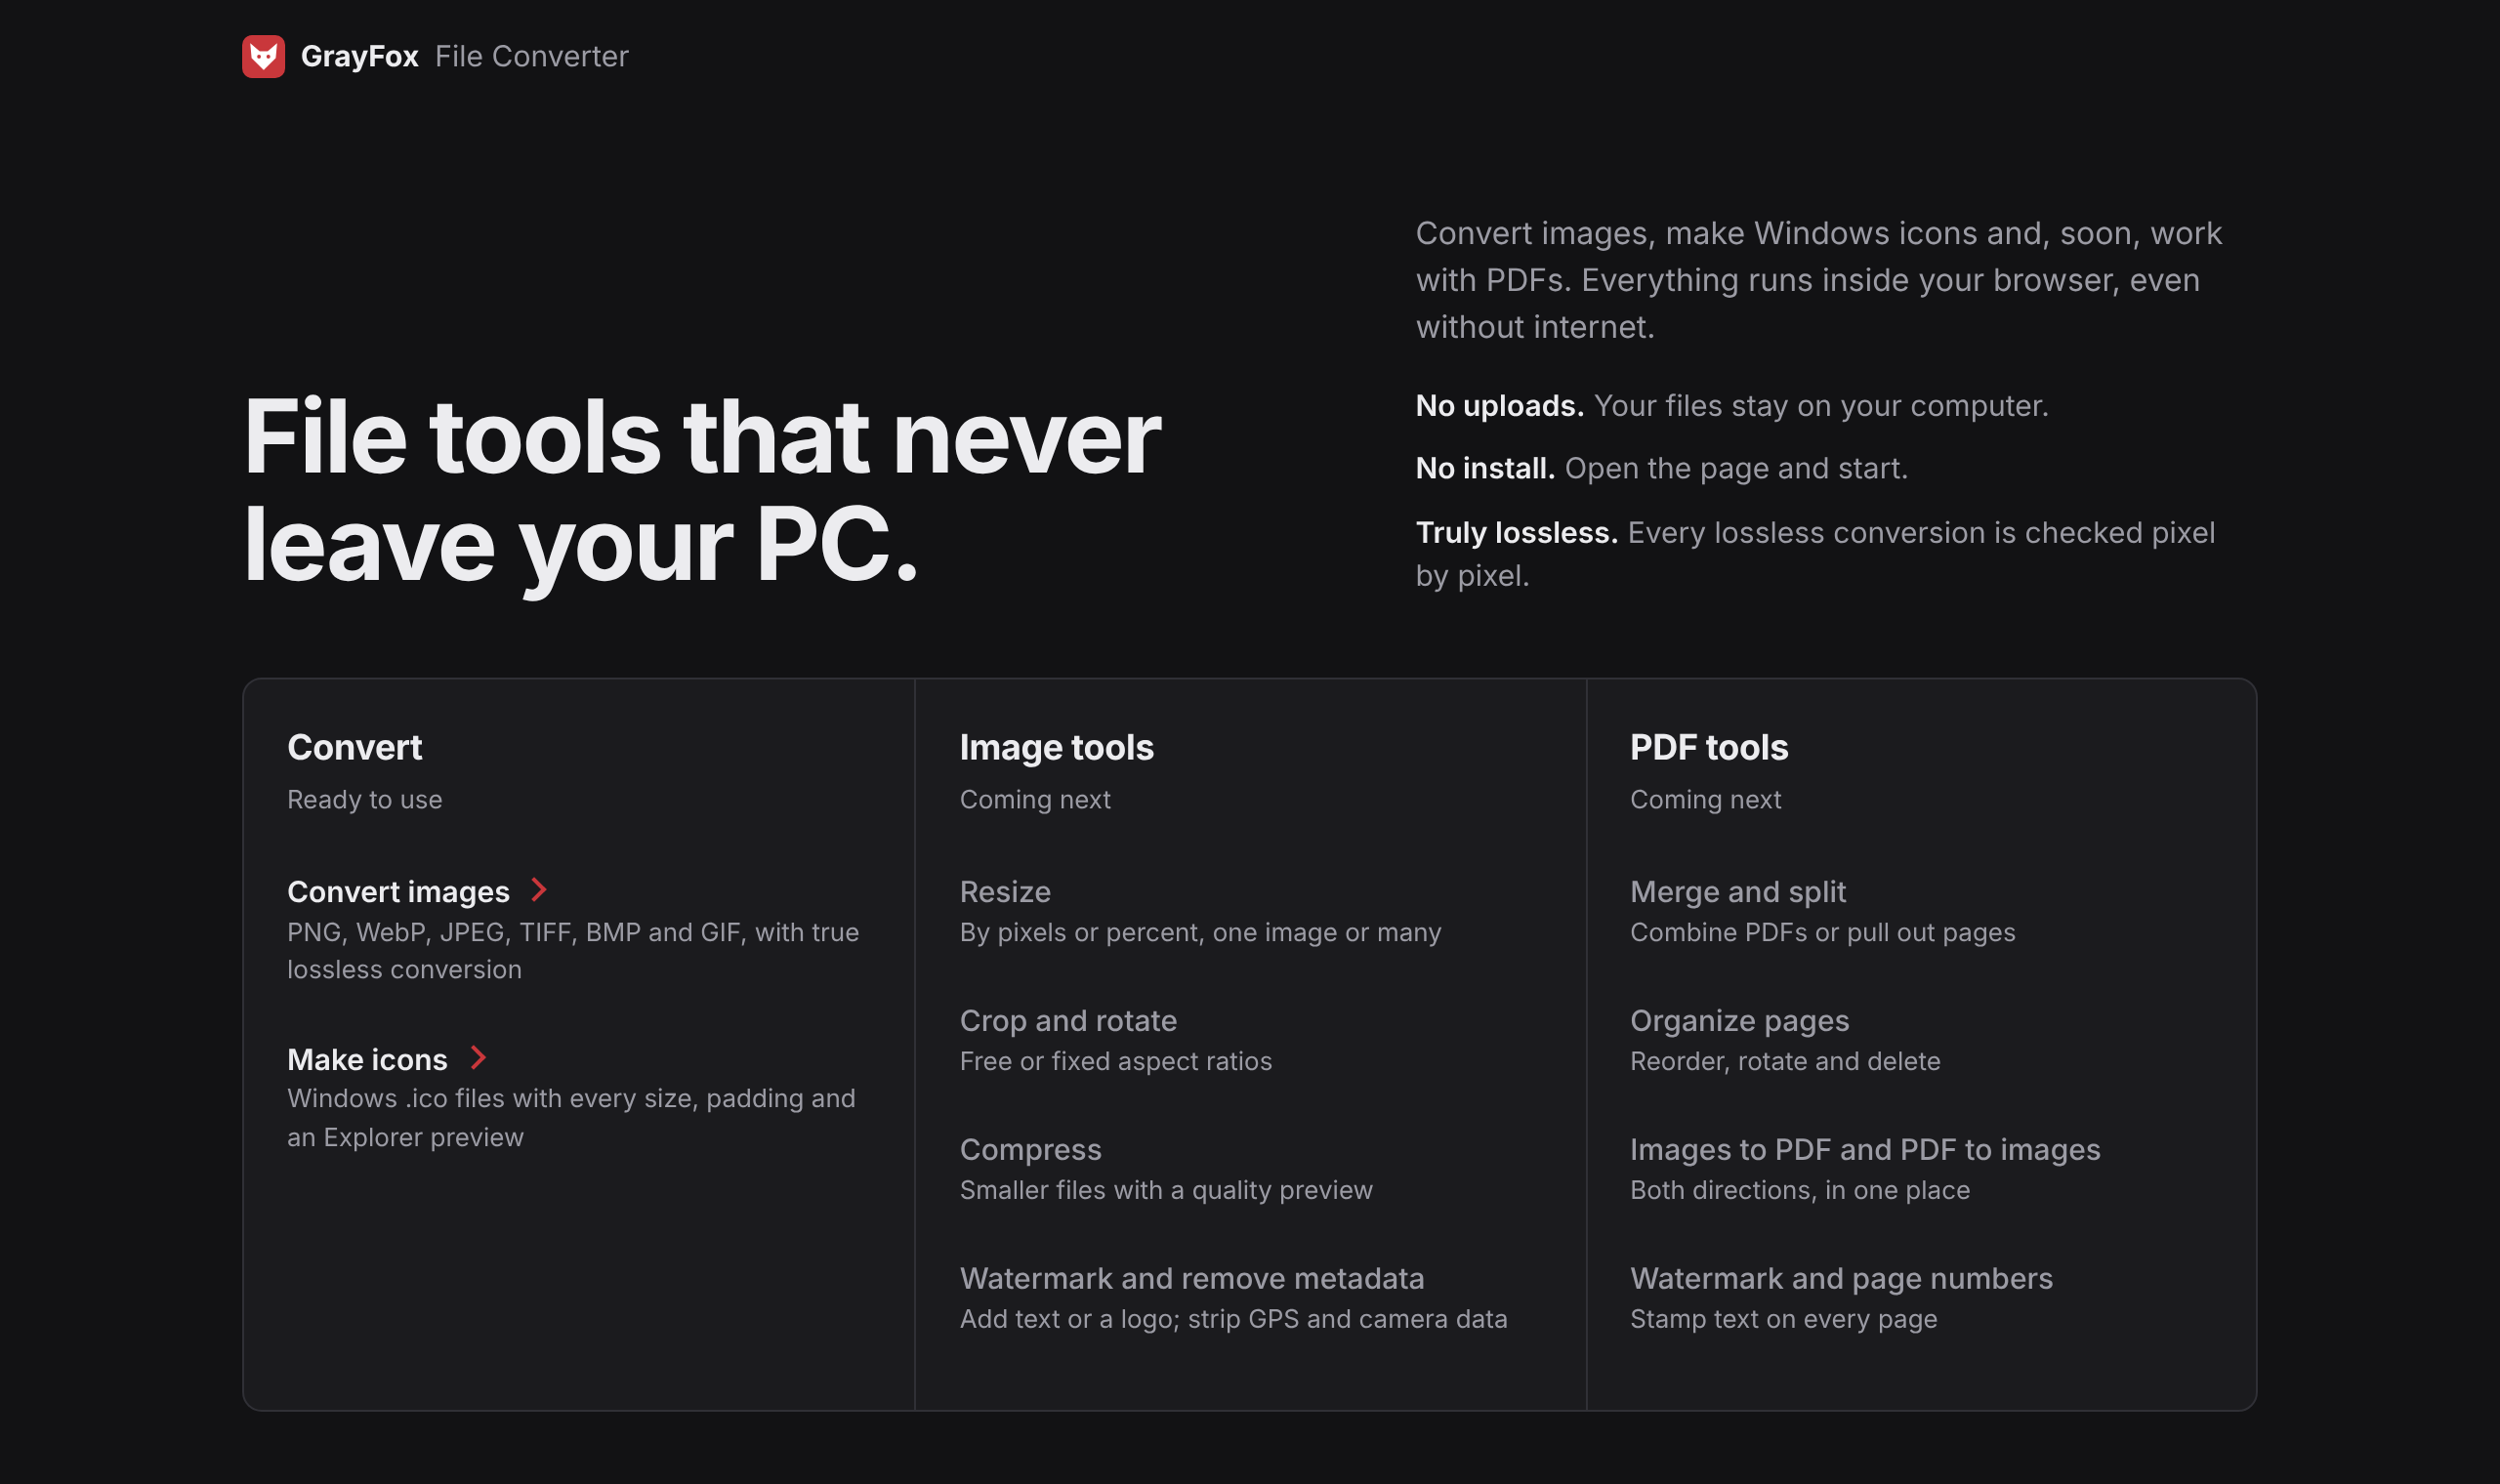 GrayFox File Converter
File tools that never
leave your PC.
Convert images, make Windows icons and, soon, work
with PDFs. Everything runs inside your browser, even
without internet.
No uploads. Your files stay on your computer.
No install. Open the page and start.
Truly lossless. Every lossless conversion is checked pixel
by pixel.
Convert
Ready to use
Convert images
PNG, WebP, JPEG, TIFF, BMP and GIF, with true
lossless conversion
Make icons
Windows .ico files with every size, padding and
an Explorer preview
Image tools
Coming next
Resize
By pixels or percent, one image or many
Crop and rotate
Free or fixed aspect ratios
Compress
Smaller files with a quality preview
Watermark and remove metadata
Add text or a logo; strip GPS and camera data
PDF tools
Coming next
Merge and split
Combine PDFs or pull out pages
Organize pages
Reorder, rotate and delete
Images to PDF and PDF to images
Both directions, in one place
Watermark and page numbers
Stamp text on every page